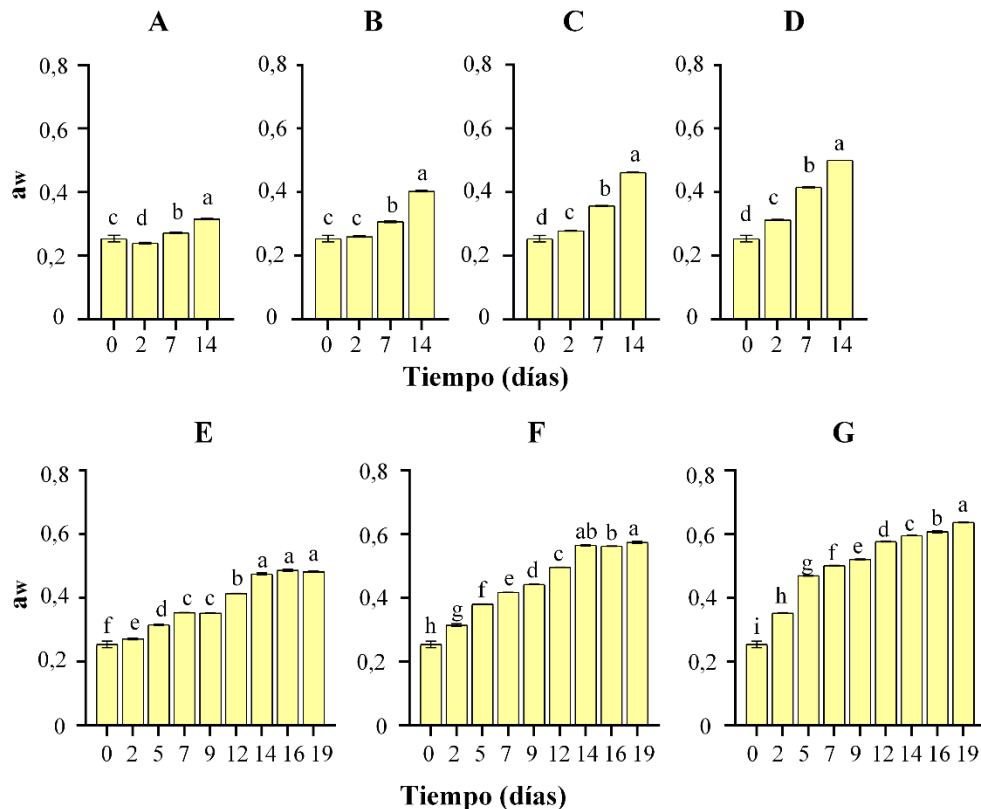 A B C D
aw
0,8 0,8 0,8 0,8
0,6 0,6 0,6 0,6
0,4 0,4 0,4 0,4
0,2 0,2 0,2 0,2
0 0 0 0
c d b a c c b a d c b a d c b a
0 2 7 14 0 2 7 14 0 2 7 14 0 2 7 14
Tiempo (días)
E F G
aw
0,8 0,8 0,8
0,6 0,6 0,6
0,4 0,4 0,4
0,2 0,2 0,2
0 0 0
f e d c c b a a a h g f e d c ab b a i h g f e d c b a
0 2 5 7 9 12 14 16 19 0 2 5 7 9 12 14 16 19 0 2 5 7 9 12 14 16 19
Tiempo (días)